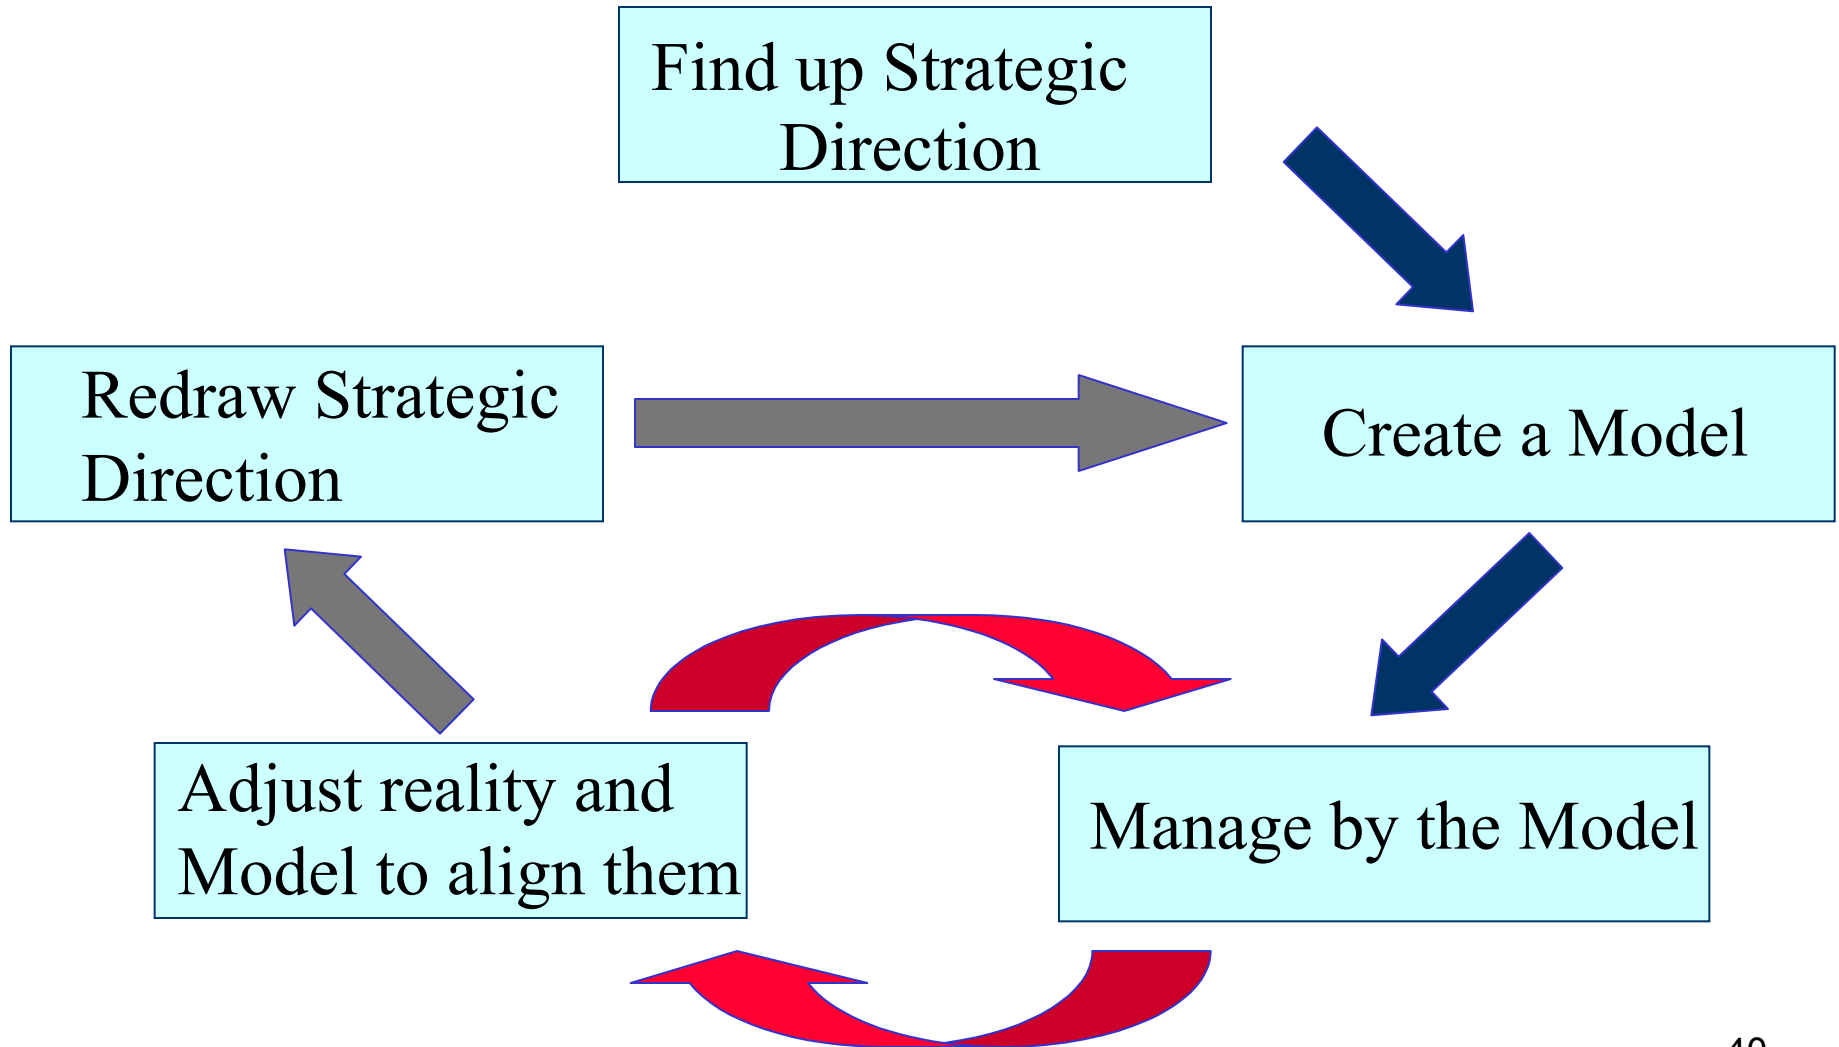 Find up Strategic
Direction
Redraw Strategic
Direction
Create a Model
Adjust reality and
Model to align them
Manage by the Model